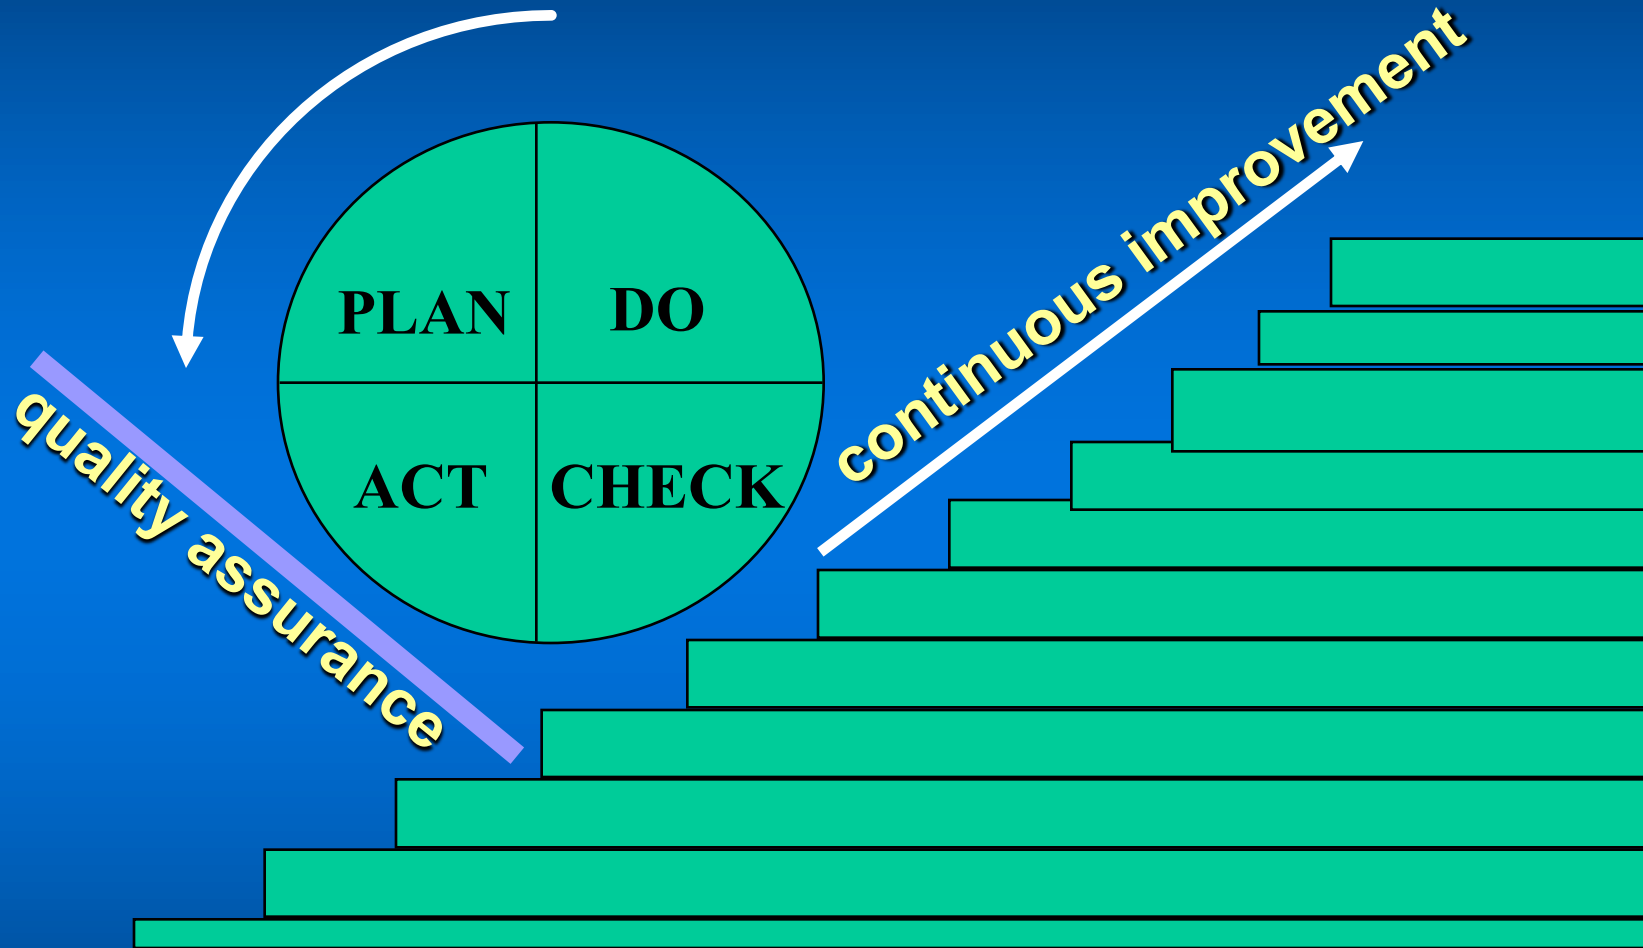 continuous improvement
PLAN
DO
quality assurance
ACT
CHECK